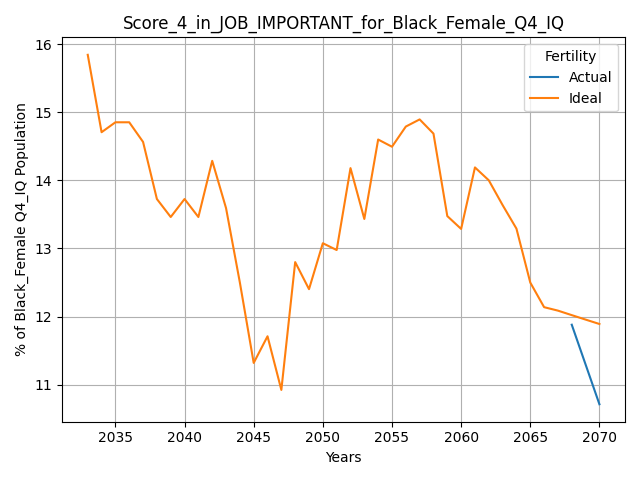 Score_4_in_JOB_IMPORTANT_for_Black_Female_Q4_IQ
% of Black_Female Q4_IQ Population
16
15
14
13
12
11
Fertility
Actual
Ideal
2035 2040 2045 2050 2055 2060 2065 2070
Years